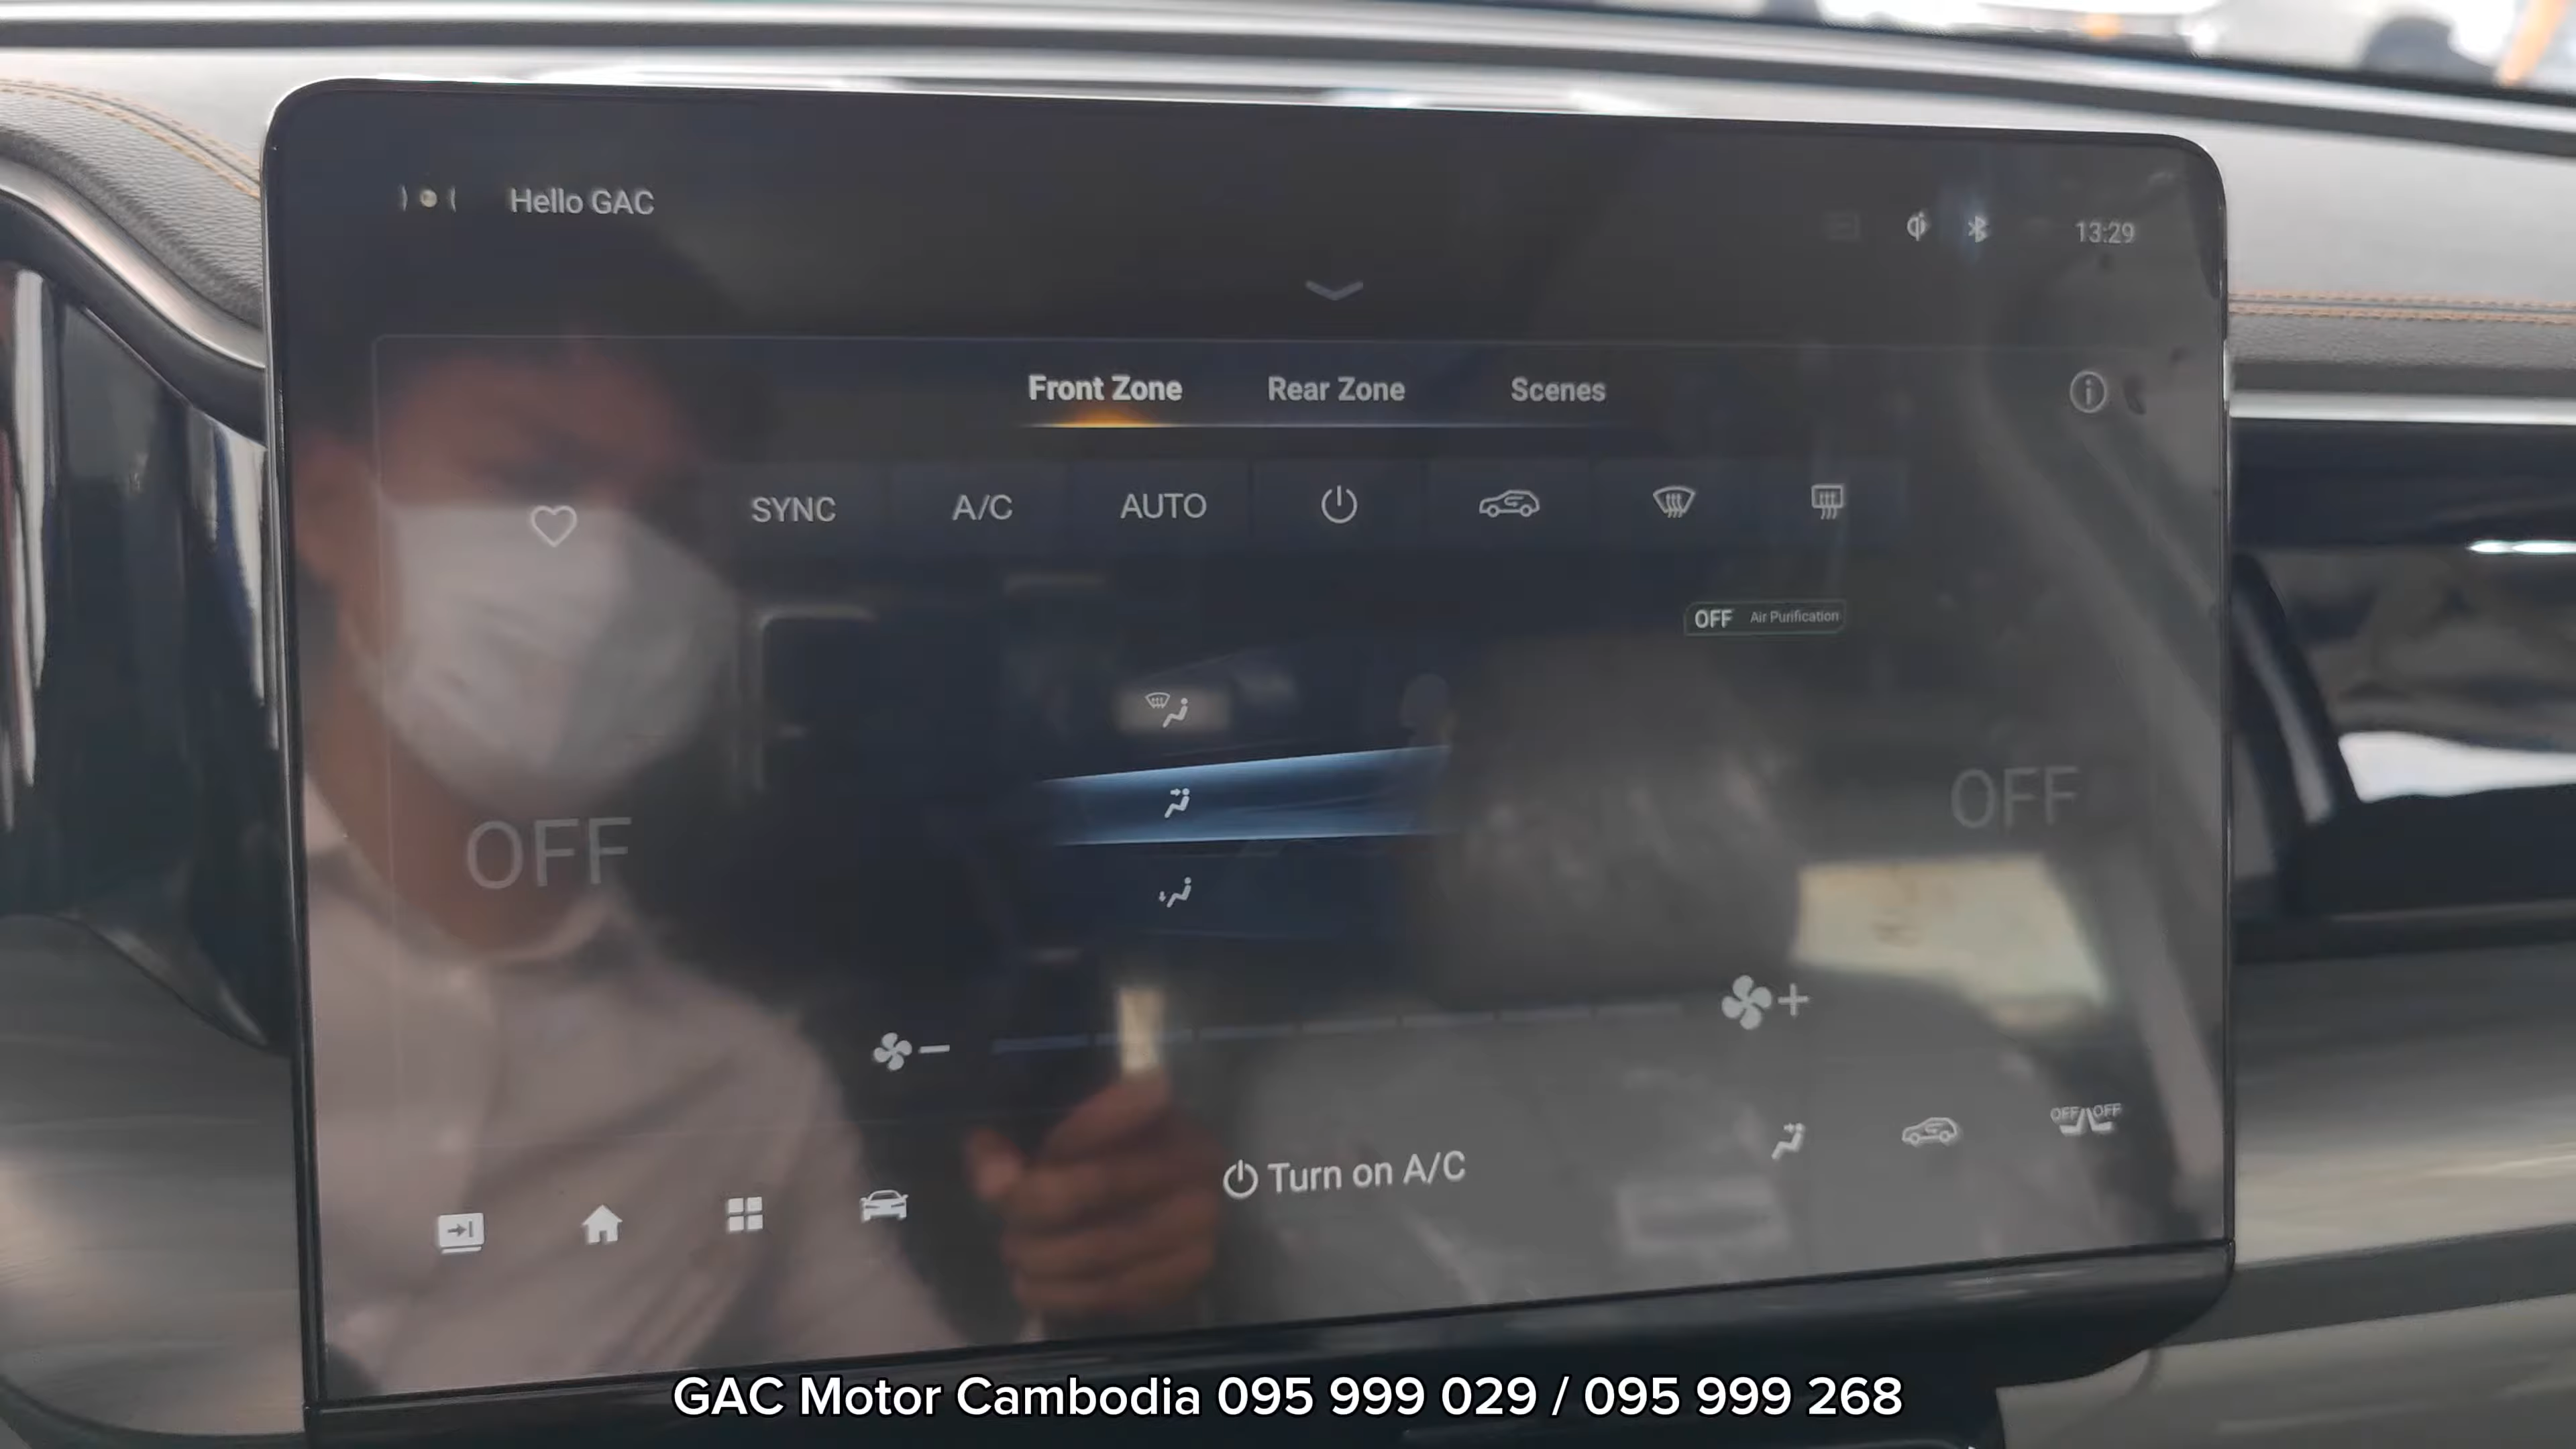 Hello GAC
13:29
Front Zone Rear Zone Scenes
SYNC A/C AUTO
OFF Air Purification
OFF
OFF
OFF OFF
Turn on A/C
GAC Motor Cambodia 095 999 029 / 095 999 268